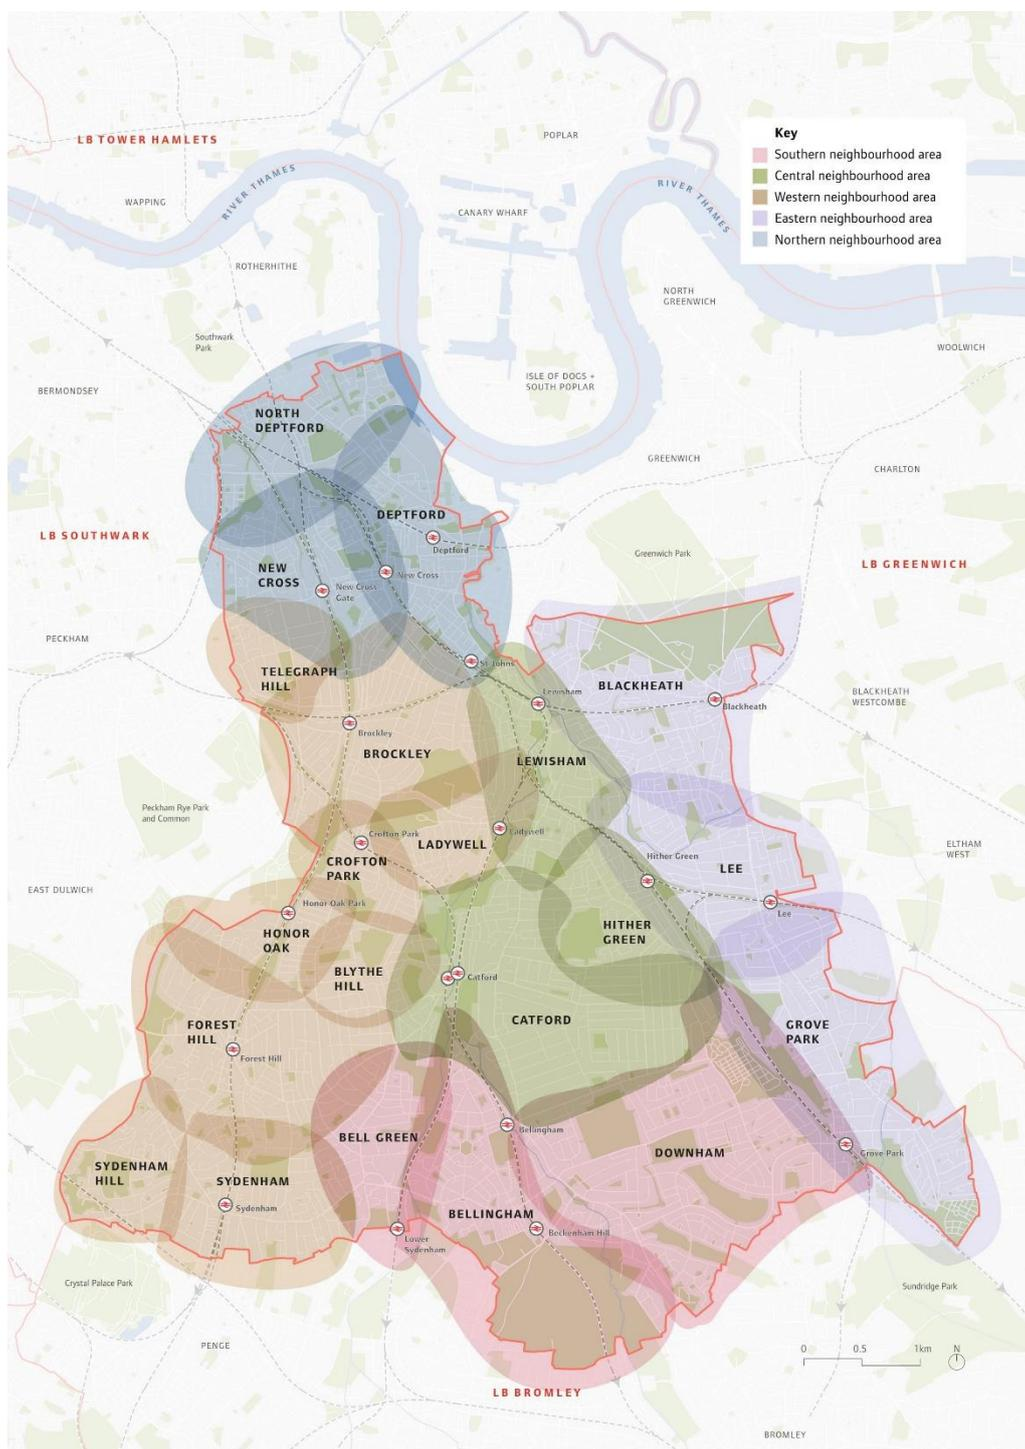 LB TOWER HAMLETS
POPLAR
Key
Southern neighbourhood area
Central neighbourhood area
Western neighbourhood area
Eastern neighbourhood area
Northern neighbourhood area
WAPPING
RIVER THAMES
CANARY WHARF
RIVER THAMES
ROTHERHITHE
NORTH
GREENWICH
Southwark
Park
WOOLWICH
BERMONDSEY
ISLE OF DOGS +
SOUTH POPLAR
NORTH
DEPTFORD
GREENWICH
CHARLTON
DEPTFORD
LB SOUTHWARK
Deptford
Greenwich Park
LB GREENWICH
NEW
CROSS
New Cross
New Cross
Gate
PECKHAM
TELEGRAPH
HILL
St Johns
BLACKHEATH
Lewisham
Blackheath
BLACKHEATH
WESTCOMBE
Brockley
BROCKLEY
LEWISHAM
Peckham Rye Park
and Common
Crofton Park
Ladywell
LADYWELL
CROFTON
PARK
Hither Green
LEE
ELTHAM
WEST
EAST DULWICH
Honor Oak Park
Lee
HONOR
OAK
HITHER
GREEN
BLYTHE
HILL
Catford
CATFORD
FOREST
HILL
GROVE
PARK
Forest Hill
Bellingham
BELL GREEN
DOWNHAM
Grove Park
SYDENHAM
HILL
SYDENHAM
Sydenham
BELLINGHAM
Lower
Sydenham
Beckenham Hill
Crystal Palace Park
Sundridge Park
PENGE
0 0.5 1km N
LB BROMLEY
BROMLEY